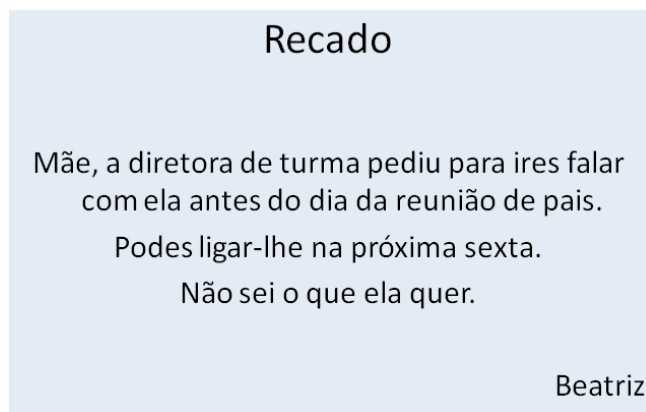 Recado
Mãe, a diretora de turma pediu para ires falar
com ela antes do dia da reunião de pais.
Podes ligar-lhe na próxima sexta.
Não sei o que ela quer.
Beatriz